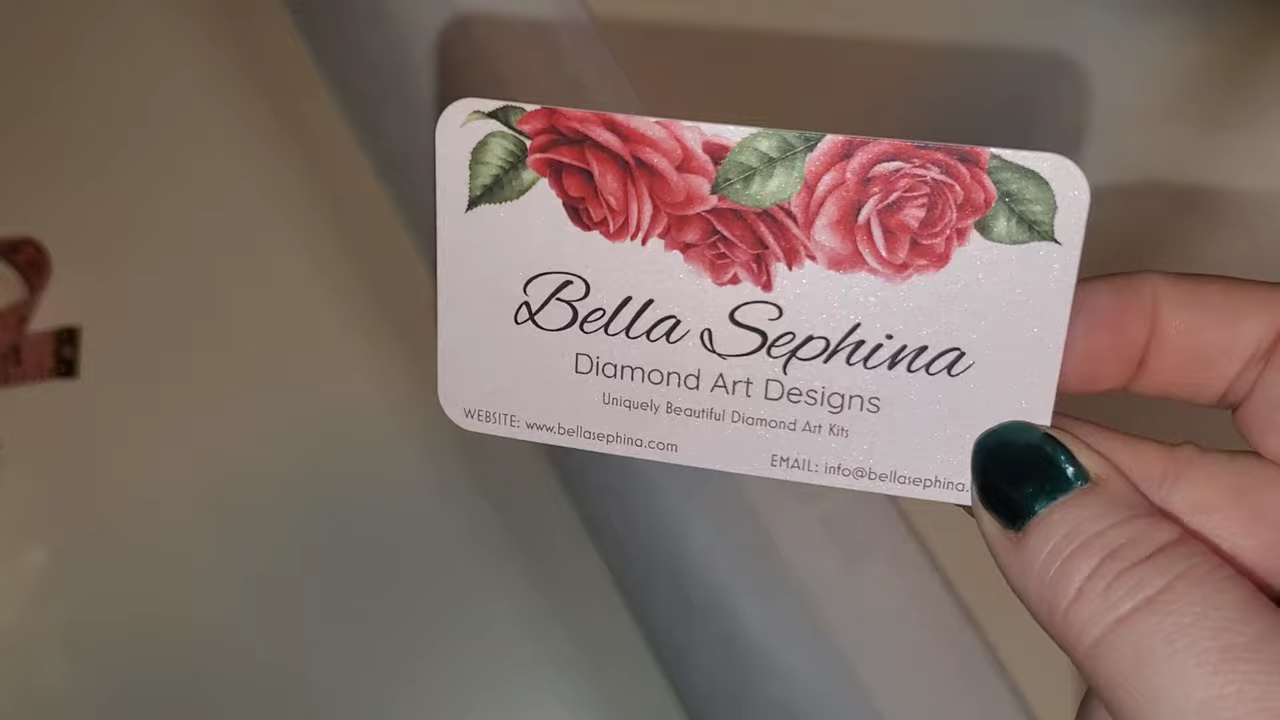 Bella Sephina
Diamond Art Designs
Uniquely Beautiful Diamond Art Kits
WEBSITE: www.bellasephina.com
EMAIL: info@bellasephina.